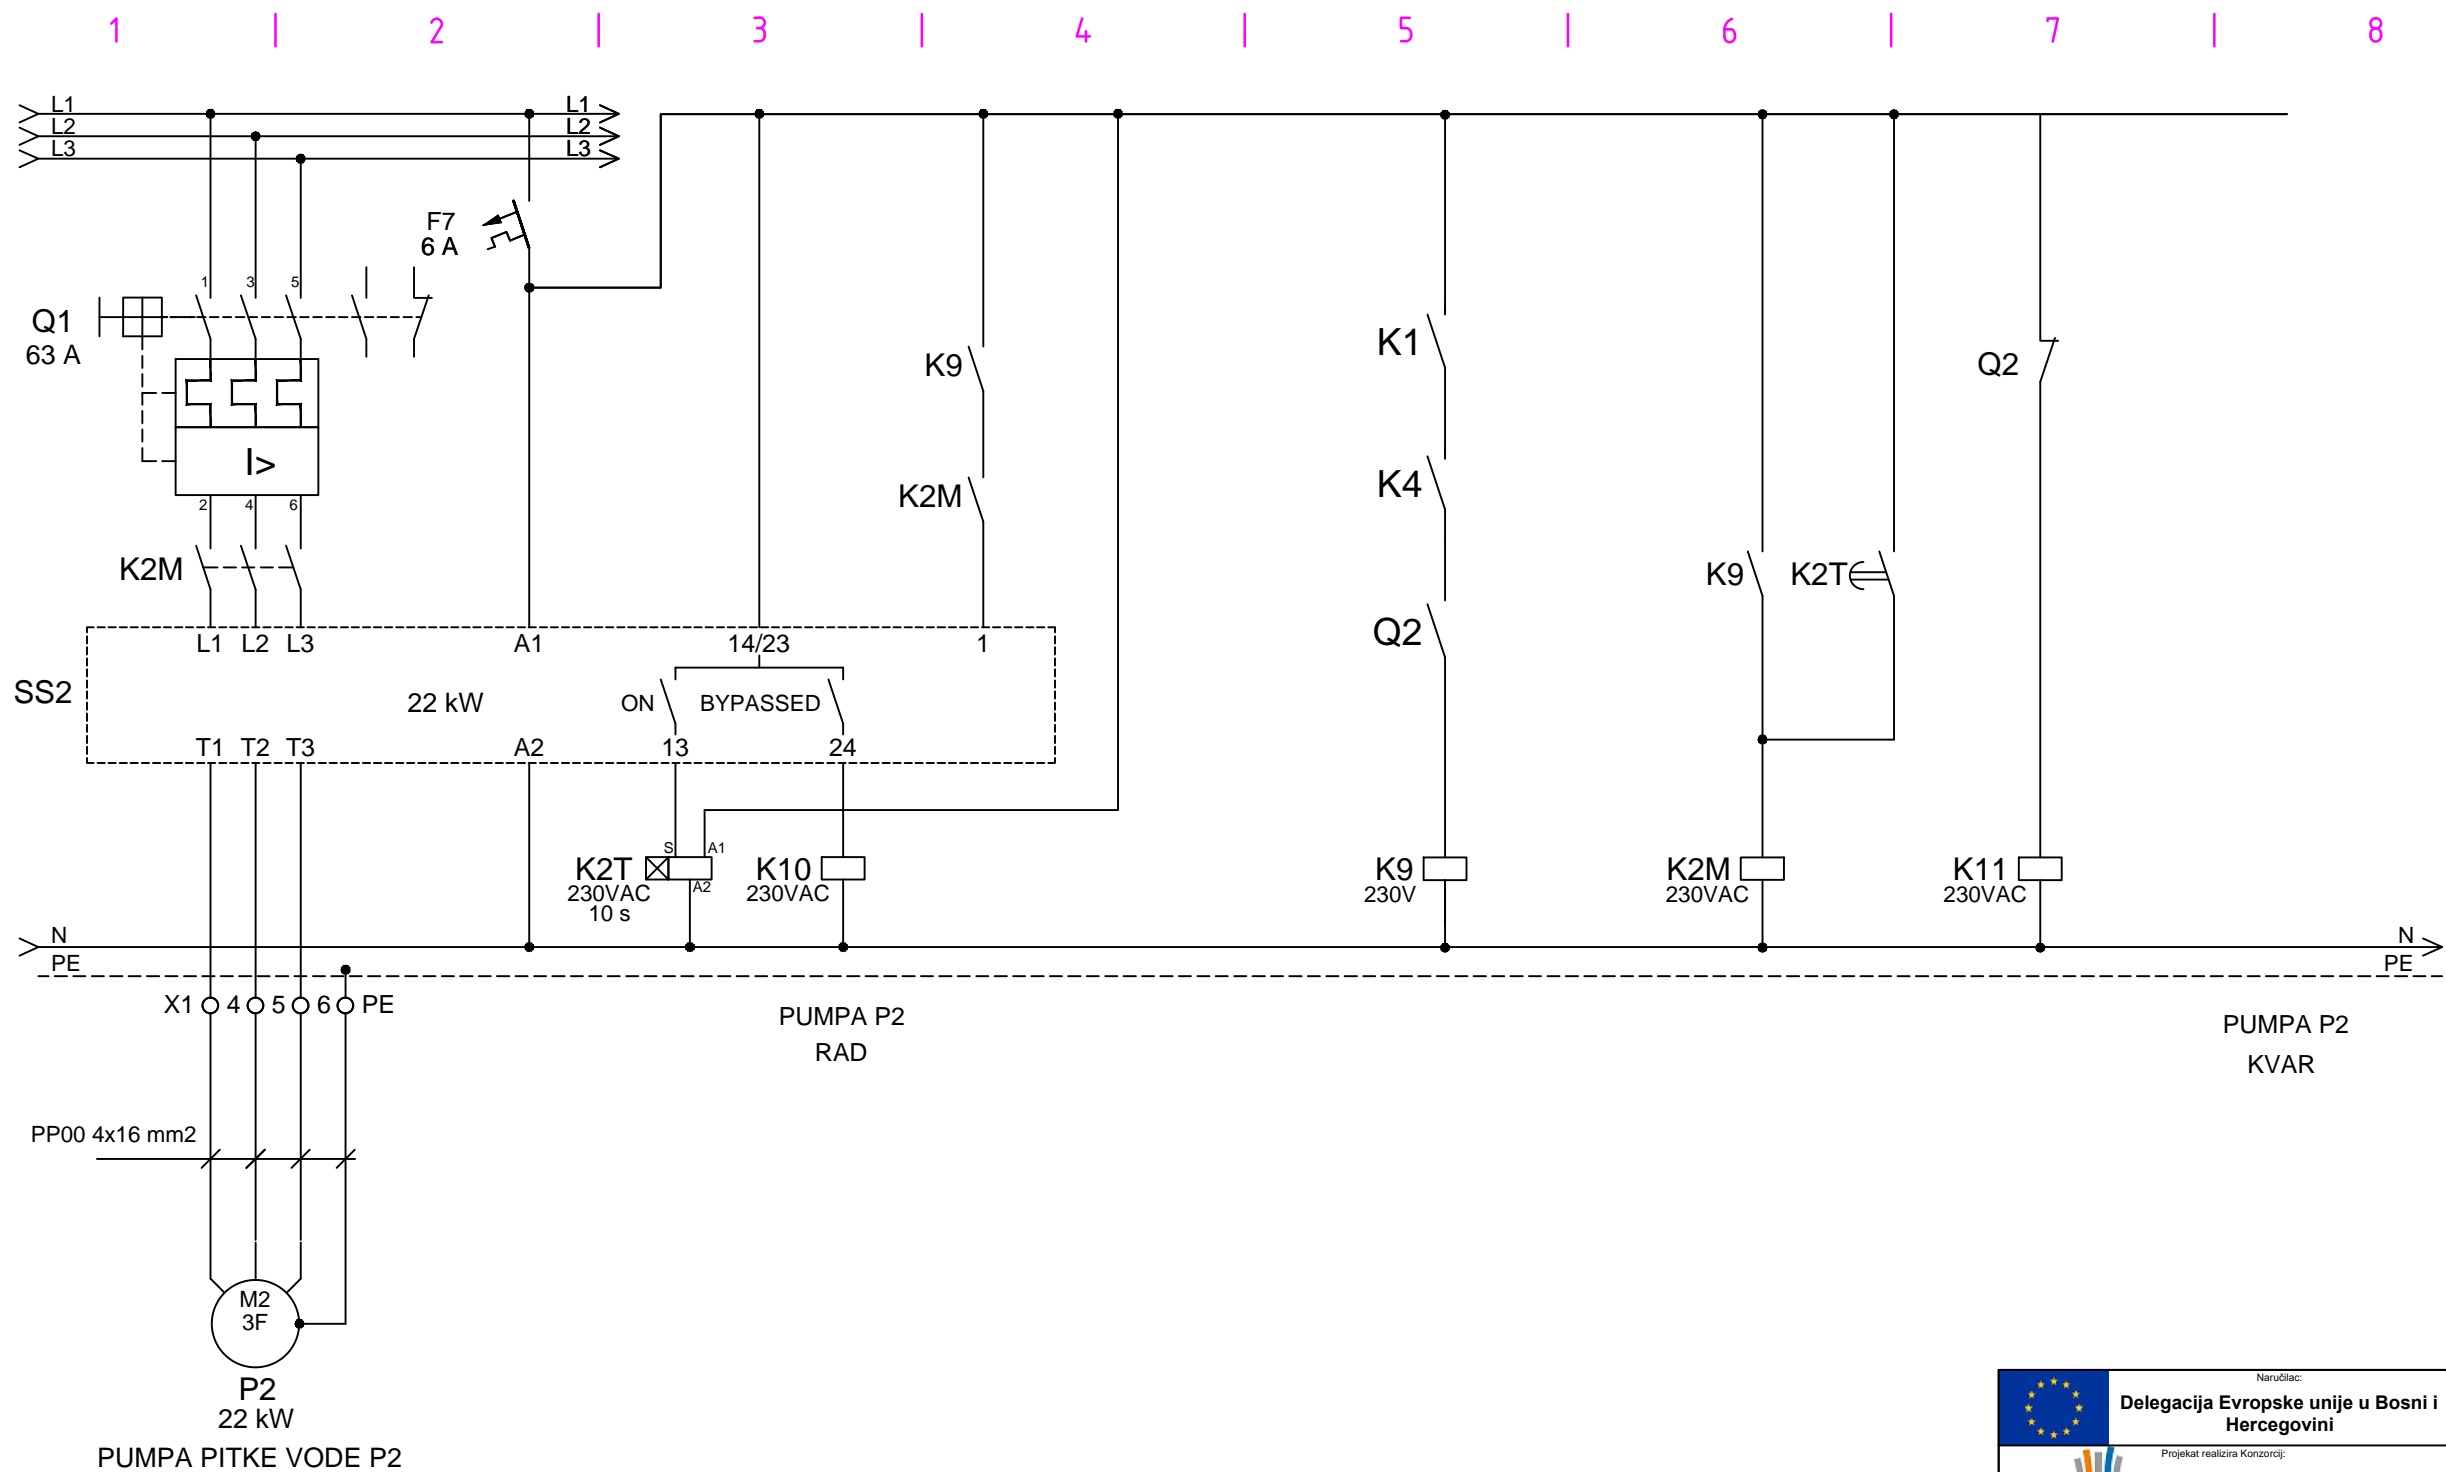 1 2 3 4 5 6 7 8
L1 L1
L2 L2
L3 L3
F7
6 A
1 3 5
Q1
63 A
I>
2 4 6
K2M
K9
K2M
K1
K4
Q2
K9 K2T
Q2
L1 L2 L3 A1 14/23 1
SS2
22 kW
ON BYPASSED
T1 T2 T3 A2 13 24
S A1
K2T
230VAC
10 s
A2
K10
230VAC
K9
230V
K2M
230VAC
K11
230VAC
N N
PE PE
X1 4 5 6 PE
PUMPA P2
RAD
PUMPA P2
KVAR
PP00 4x16 mm2
M2
3F
P2
22 kW
PUMPA PITKE VODE P2
Naručilac:
Delegacija Evropske unije u Bosni i
Hercegovini
Projekat realizira Konzorcij: